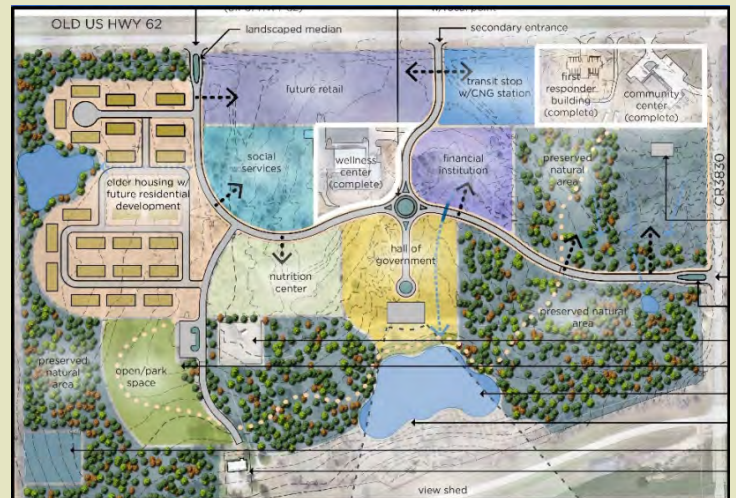 OLD US HWY 62
landscaped median
secondary entrance
future retail
transit stop
w/CNG station
first
responder
building
(complete)
community
center
(complete)
social
services
wellness
center
(complete)
financial
institution
preserved
natural
area
CR3830
elder housing w/
future residential
development
hall of
government
nutrition
center
preserved natural
area
preserved
natural
area
open/park
space
view shed